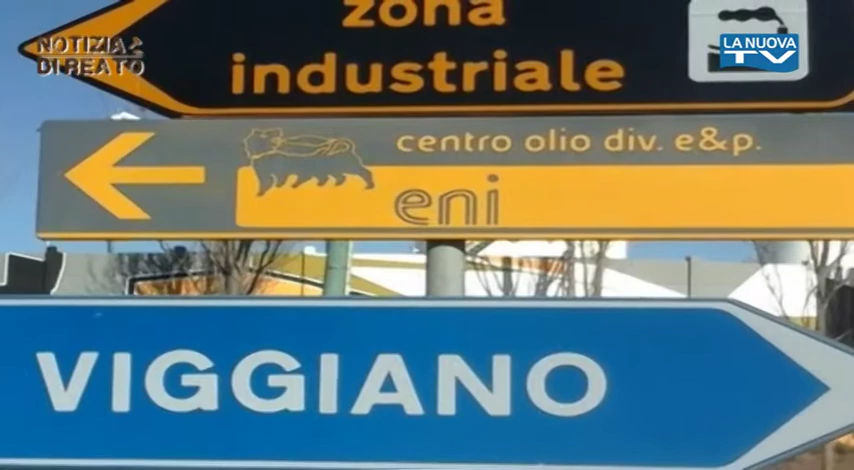 zona
industriale
NOTIZIA
DI REATO
LA NUOVA
TV
centro olio div. e&p.
eni
VIGGIANO